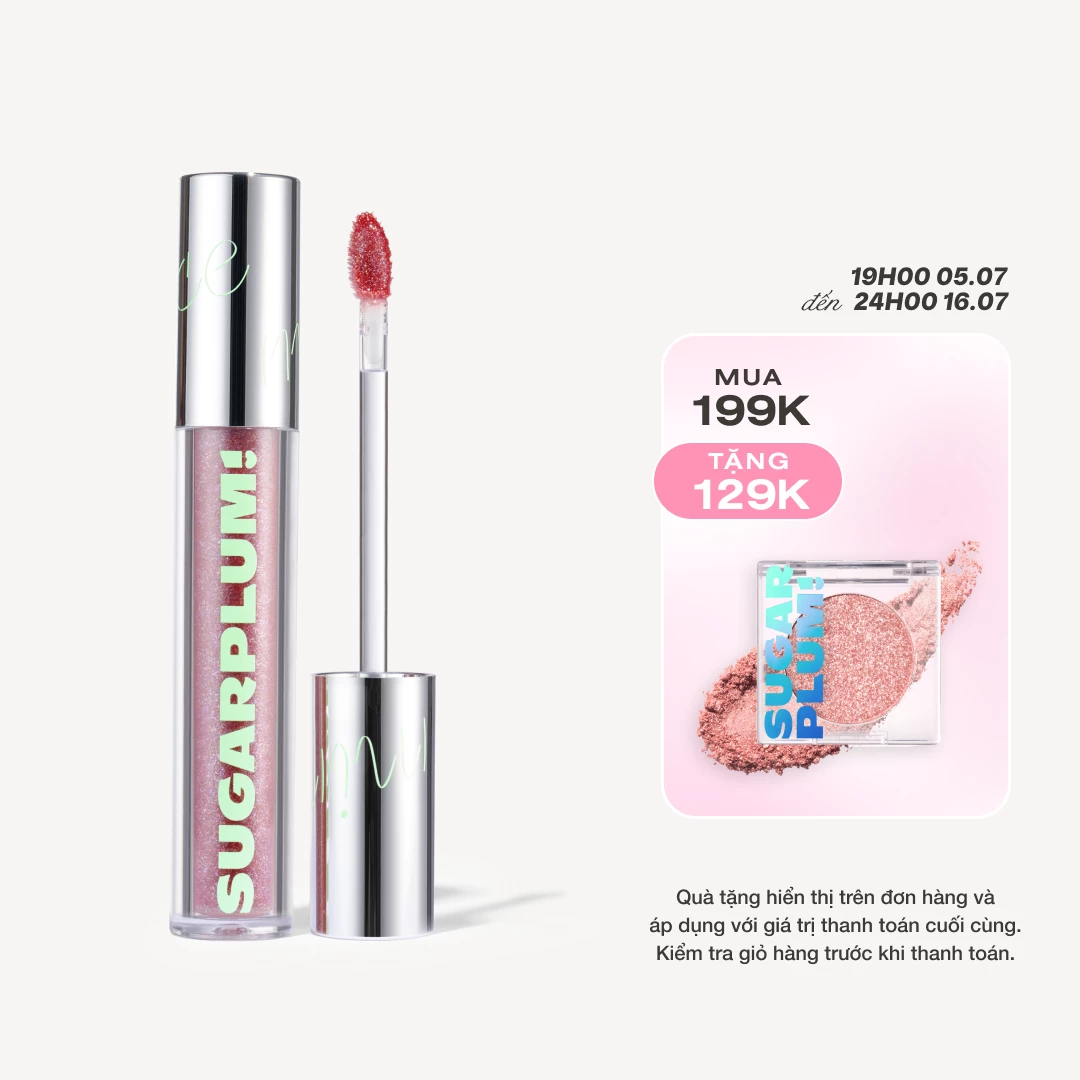 ce
SUGARPLUM!
19H00 05.07
đến 24H00 16.07
MUA
199K
TẶNG
129K
SUGAR
PLUM!
Quà tặng hiển thị trên đơn hàng và
áp dụng với giá trị thanh toán cuối cùng.
Kiểm tra giỏ hàng trước khi thanh toán.